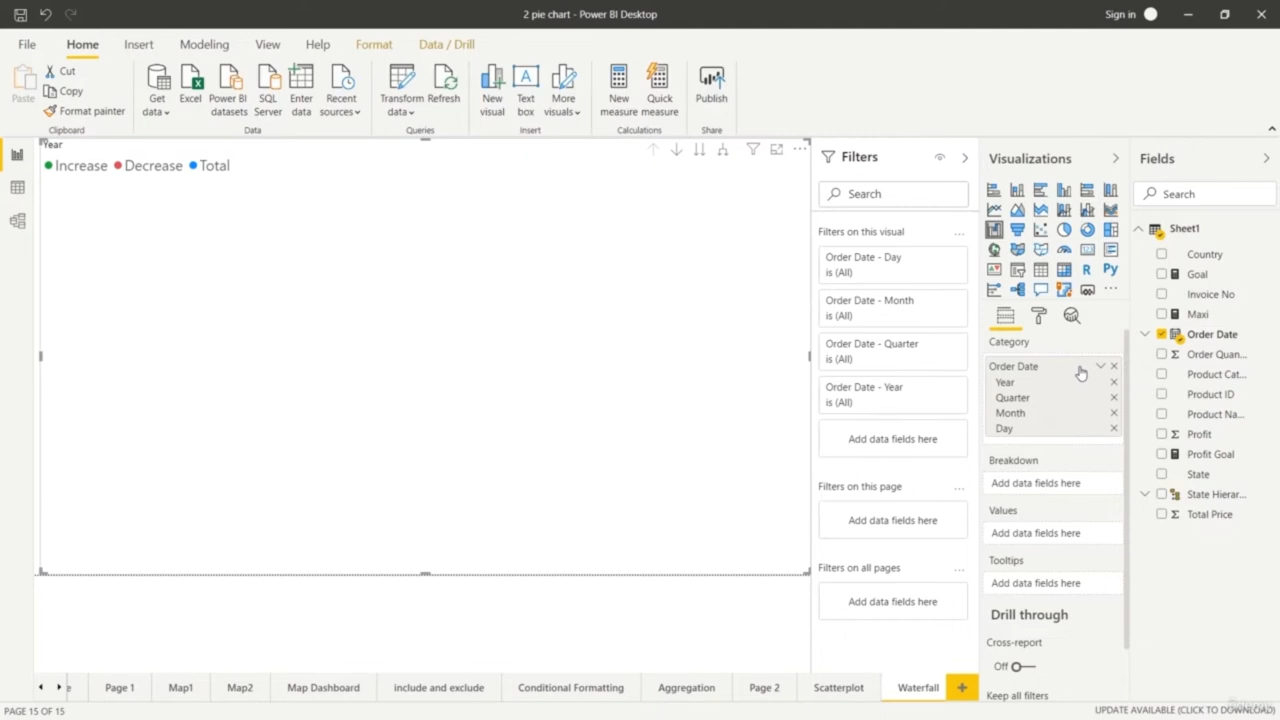 2 pie chart - Power BI Desktop
Sign in
File Home Insert Modeling View Help Format Data / Drill
Paste
Cut
Copy
Format painter
Clipboard
Get data
Excel
Power BI datasets
SQL Server
Enter data
Recent sources
Data
Transform data
Refresh
Queries
New visual
Text box
More visuals
Insert
New measure
Quick measure
Calculations
Publish
Share
Year
Increase Decrease Total
Filters
Search
Filters on this visual
Order Date - Day
is (All)
Order Date - Month
is (All)
Order Date - Quarter
is (All)
Order Date - Year
is (All)
Add data fields here
Filters on this page
Add data fields here
Filters on all pages
Add data fields here
Visualizations
R
Py
Category
Order Date
Year
Quarter
Month
Day
Breakdown
Add data fields here
Values
Add data fields here
Tooltips
Add data fields here
Drill through
Cross-report
Off
Keep all filters
Fields
Search
Sheet1
Country
Goal
Invoice No
Maxi
Order Date
Order Quan...
Product Cat...
Product ID
Product Na...
Profit
Profit Goal
State
State Hierar...
Total Price
e Page 1 Map1 Map2 Map Dashboard include and exclude Conditional Formatting Aggregation Page 2 Scatterplot Waterfall
PAGE 15 OF 15
UPDATE AVAILABLE (CLICK TO DOWNLOAD)